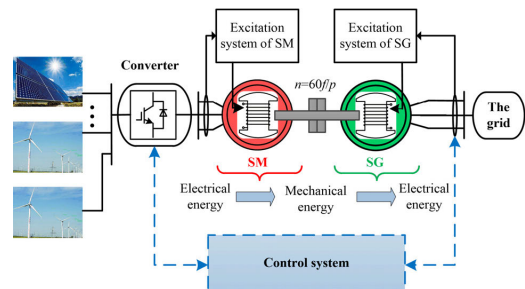 Excitation
system of SM
Excitation
system of SG
Converter
n=60f/p
The
grid
SM
SG
Electrical
energy
Mechanical
energy
Electrical
energy
Control system